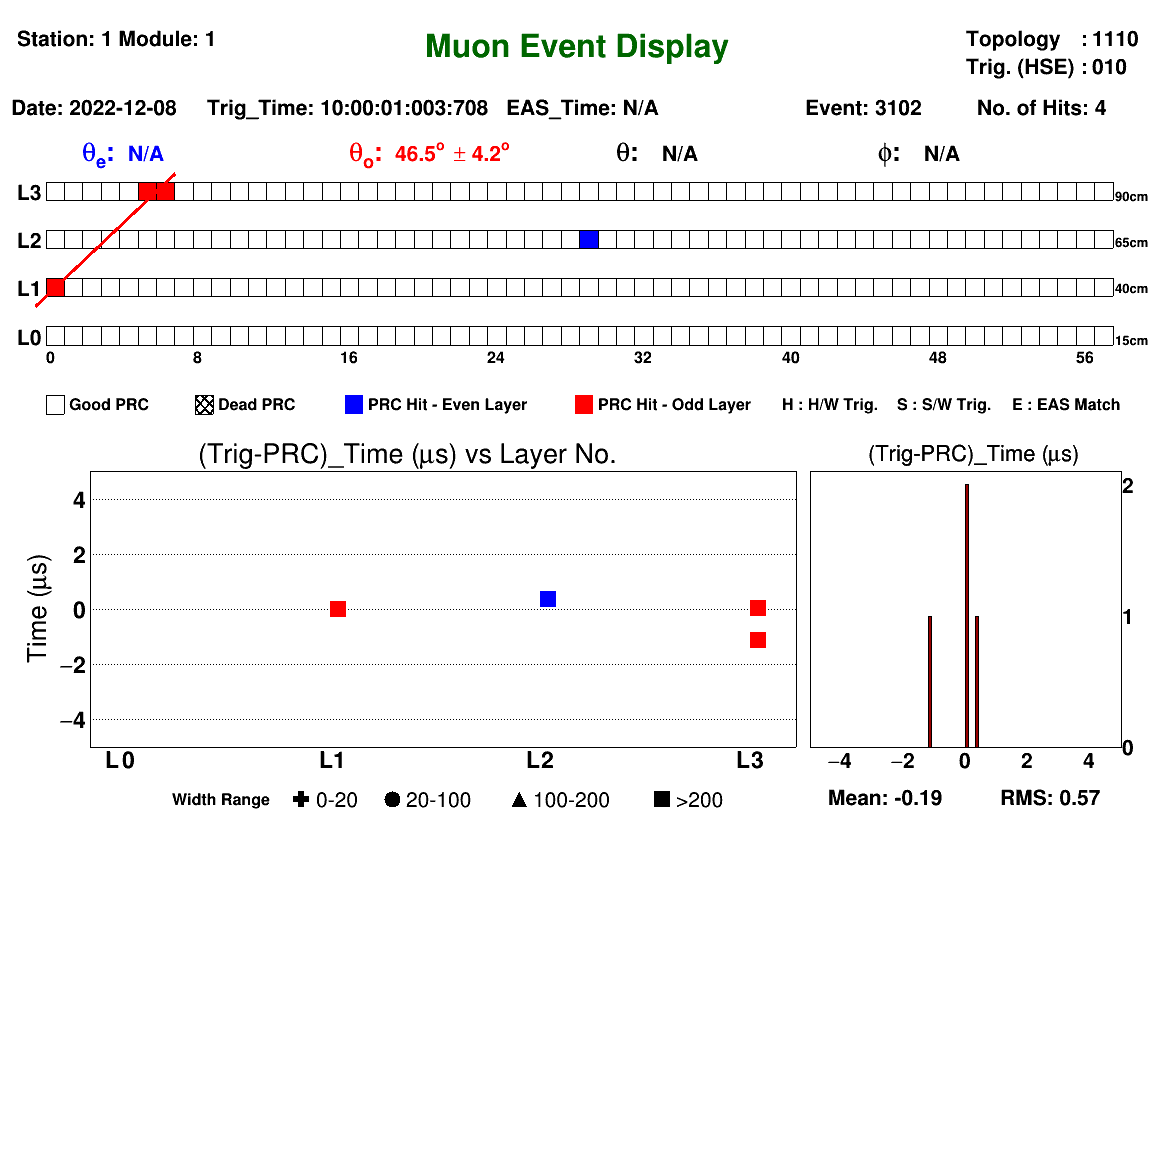 Station: 1 Module: 1
Muon Event Display
Topology : 1110
Trig. (HSE) : 010
Date: 2022-12-08 Trig_Time: 10:00:01:003:708 EAS_Time: N/A Event: 3102 No. of Hits: 4
θe: N/A θo: 46.5° ± 4.2° θ: N/A ϕ: N/A
L3 90cm
L2 65cm
L1 40cm
L0 15cm
0 8 16 24 32 40 48 56
Good PRC Dead PRC PRC Hit - Even Layer PRC Hit - Odd Layer H : H/W Trig. S : S/W Trig. E : EAS Match
(Trig-PRC)_Time (μs) vs Layer No.
Time (μs)
4
2
0
−2
−4
L0 L1 L2 L3
Width Range 0-20 20-100 100-200 >200
(Trig-PRC)_Time (μs)
2
1
0
−4 −2 0 2 4
Mean: -0.19 RMS: 0.57